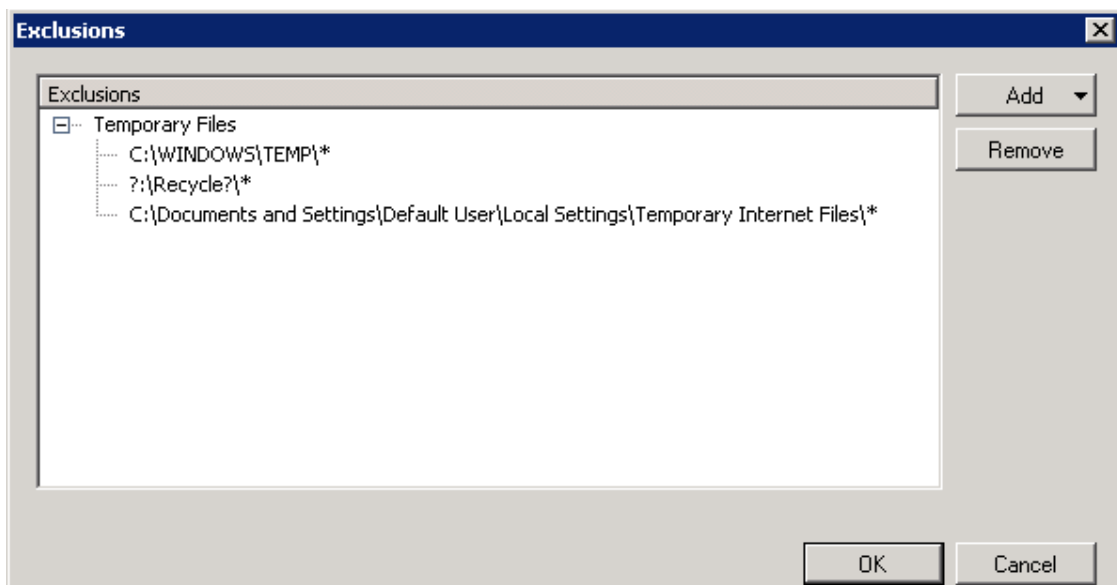 Exclusions
Exclusions
Add
Temporary Files
C:\WINDOWS\TEMP\*
Remove
?:\Recycle?\*
C:\Documents and Settings\Default User\Local Settings\Temporary Internet Files\*
OK
Cancel